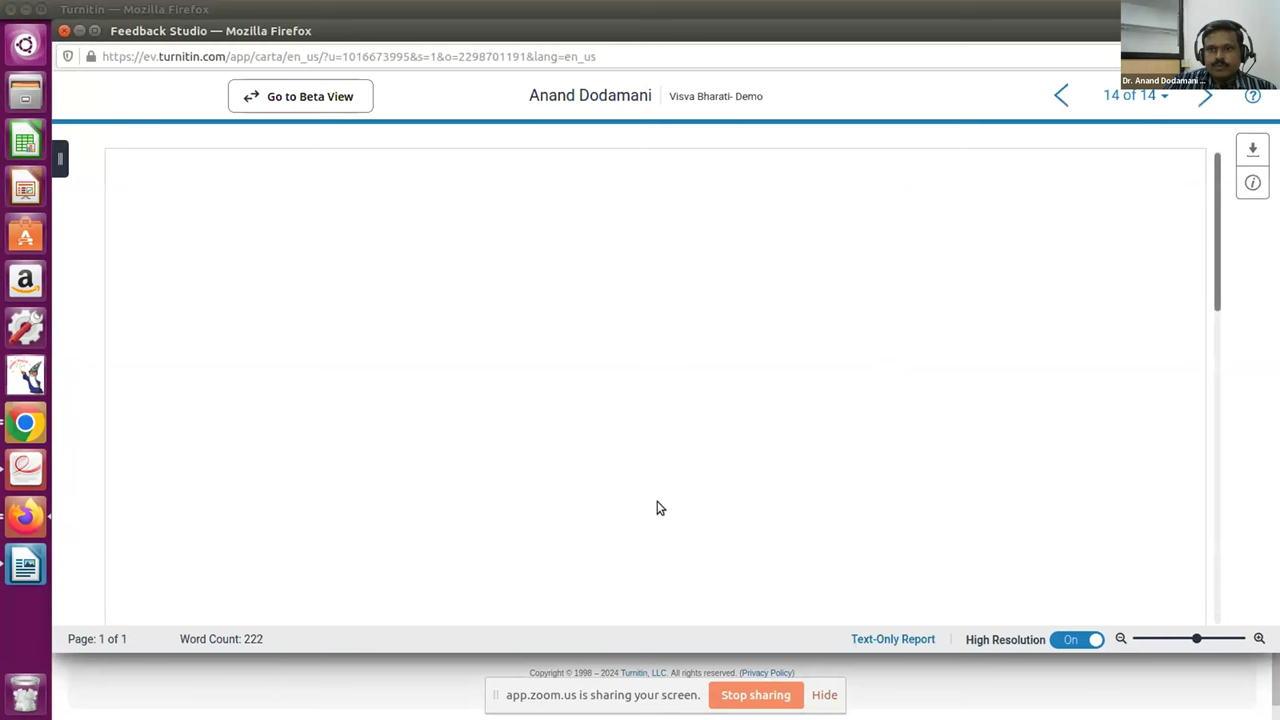 Turnitin — Mozilla Firefox
Feedback Studio — Mozilla Firefox
https://ev.turnitin.com/app/carta/en_us/?u=1016673995&s=1&o=2298701191&lang=en_us
Dr. Anand Dodamani ...
Go to Beta View
Anand Dodamani
Visva Bharati- Demo
14 of 14
Page: 1 of 1
Word Count: 222
Text-Only Report
High Resolution
On
Copyright © 1998 – 2024 Turnitin, LLC. All rights reserved. (Privacy Policy)
app.zoom.us is sharing your screen.
Stop sharing
Hide